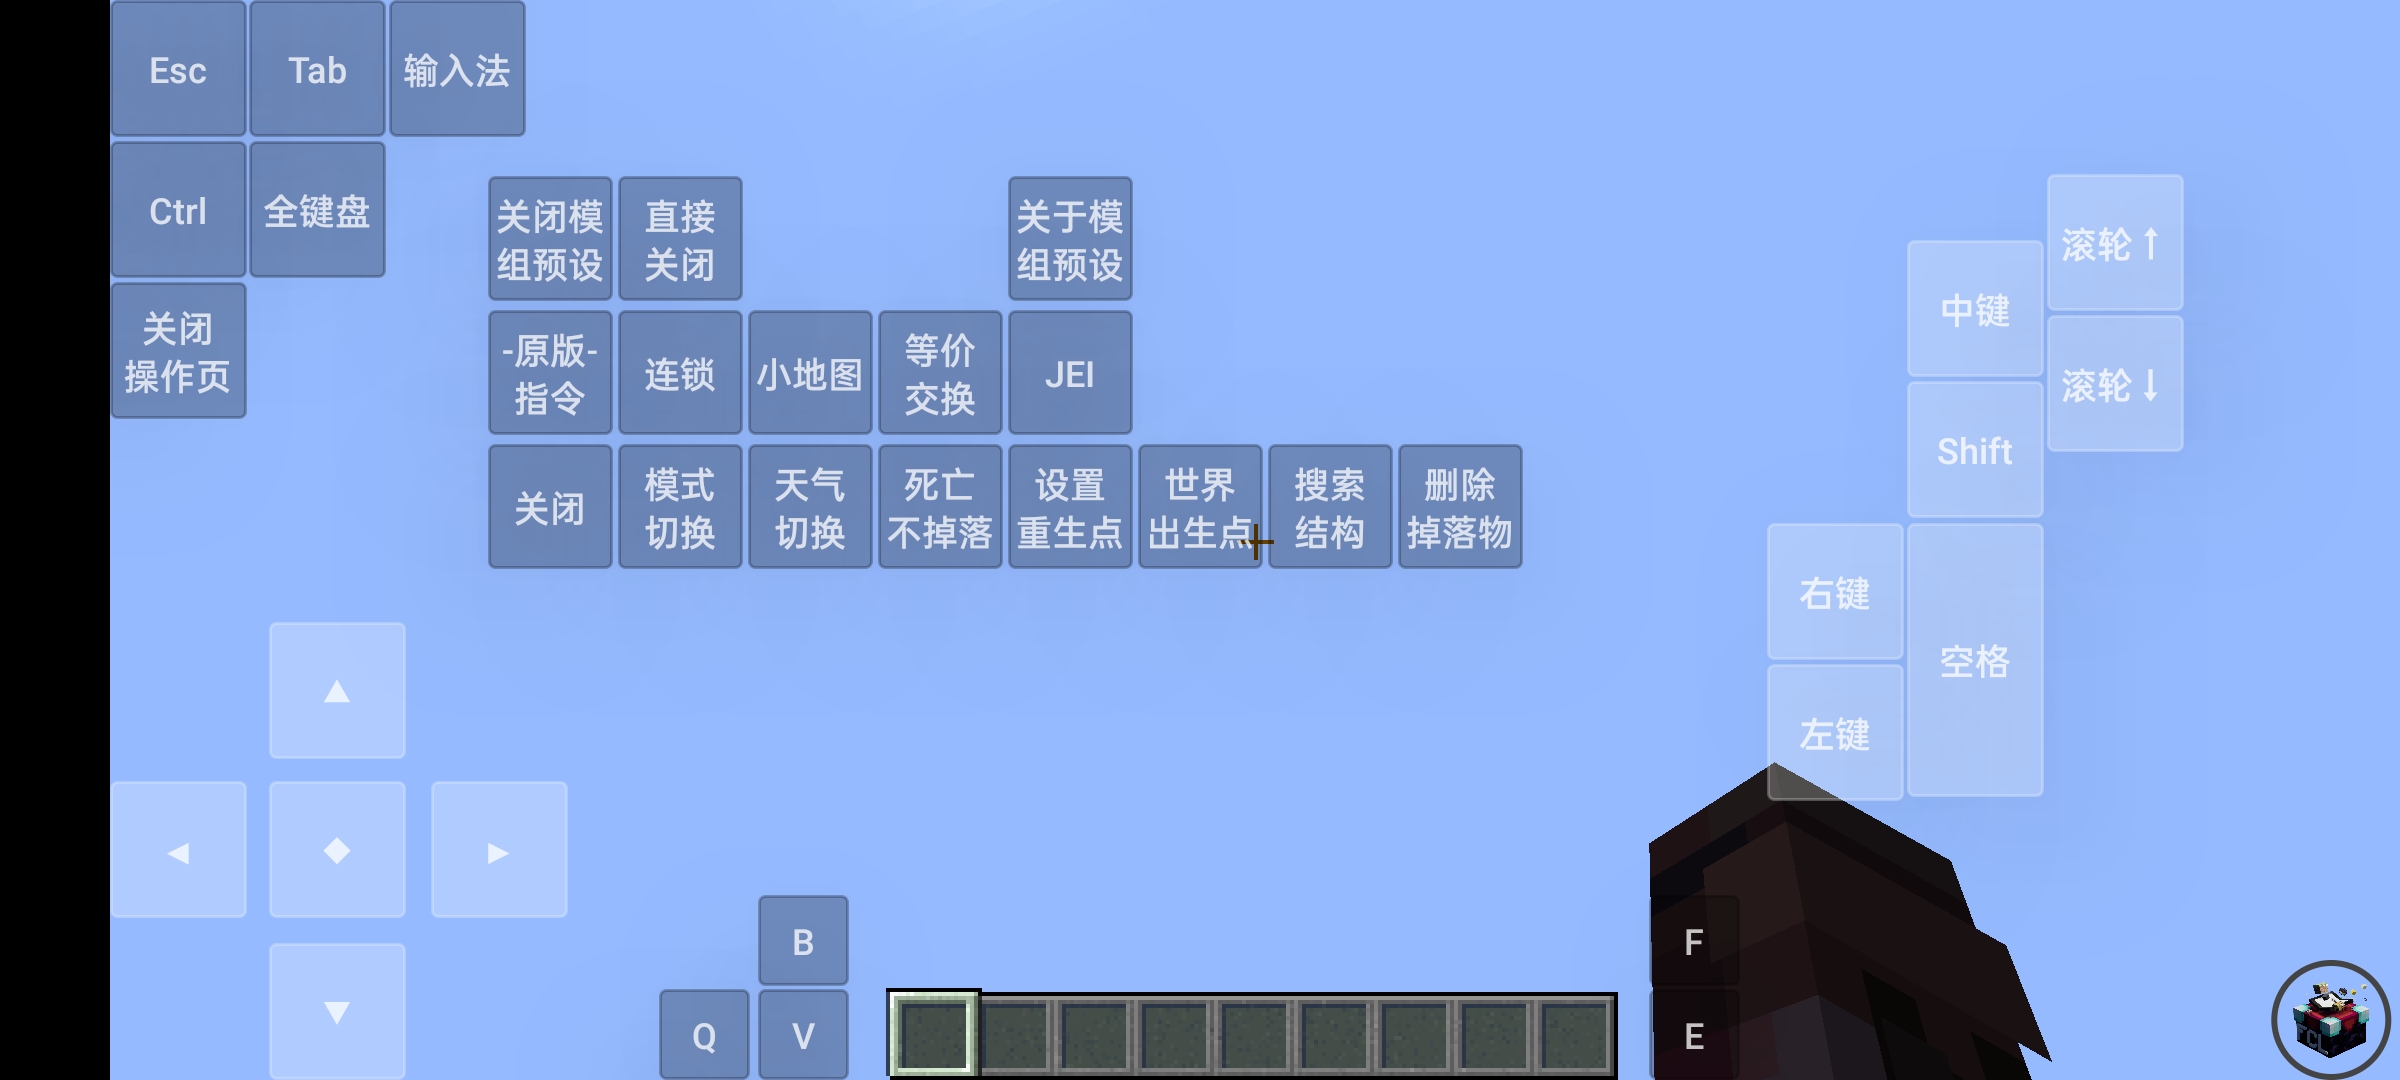 Esc
Tab
输入法
Ctrl
全键盘
关闭
操作页
关闭模
组预设
直接
关闭
关于模
组预设
-原版-
指令
连锁
小地图
等价
交换
JEI
关闭
模式
切换
天气
切换
死亡
不掉落
设置
重生点
世界
出生点
搜索
结构
删除
掉落物
滚轮↑
中键
滚轮↓
Shift
右键
空格
左键
▲
◀
◆
▶
▼
B
Q
V
F
E
FCL